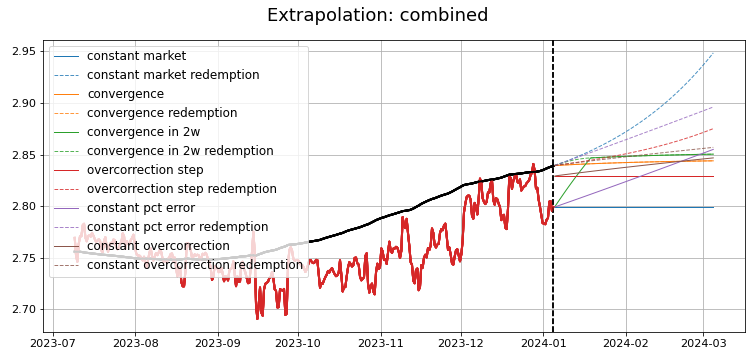 Extrapolation: combined
2.95
2.90
2.85
2.80
2.75
2.70
constant market
constant market redemption
convergence
convergence redemption
convergence in 2w
convergence in 2w redemption
overcorrection step
overcorrection step redemption
constant pct error
constant pct error redemption
constant overcorrection
constant overcorrection redemption
2023-07 2023-08 2023-09 2023-10 2023-11 2023-12 2024-01 2024-02 2024-03